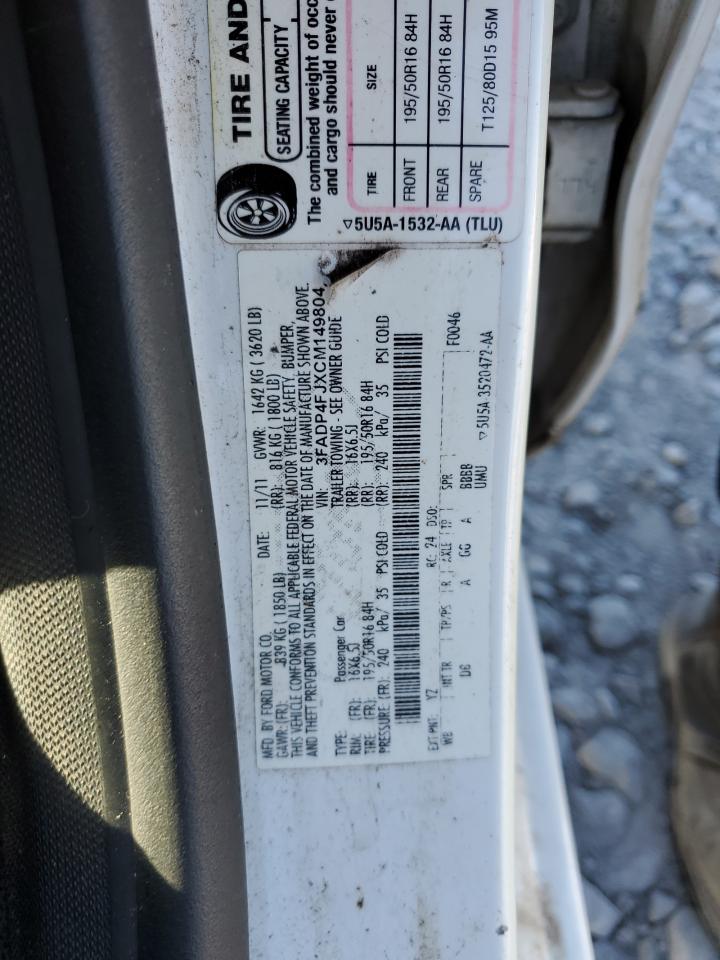 TIRE AND
SEATING CAPACITY
The combined weight of occ
and cargo should never
TIRE SIZE
FRONT 195/50R16 84H
REAR 195/50R16 84H
SPARE T125/80D15 95M
5U5A-1532-AA (TLU)
MFD. BY FORD MOTOR CO. DATE: 11/11 GVWR: 1642 KG ( 3620 LB)
GAWR: (FR): 839 KG ( 1850 LB) (RR): 816 KG ( 1800 LB)
THIS VEHICLE CONFORMS TO ALL APPLICABLE FEDERAL MOTOR VEHICLE SAFETY, BUMPER,
AND THEFT PREVENTION STANDARDS IN EFFECT ON THE DATE OF MANUFACTURE SHOWN ABOVE.
VIN: 3FADP4FJXCM149804
TYPE: Passenger Car TRAILER TOWING - SEE OWNER GUIDE
RIM: (FR): 16X6.5J (RR): 16X6.5J
TIRE (FR): 195/50R16 84H (RR): 195/50R16 84H
PRESSURE (FR): 240 kPa/ 35 PSI COLD (RR): 240 kPa/ 35 PSI COLD
F0046
EXT PNT: YZ RC: 24 DSO:
WB INT TR TP/PS R AXLE TR SPR
DG A GG A BBBB
UMU
5U5A 3520472-AA